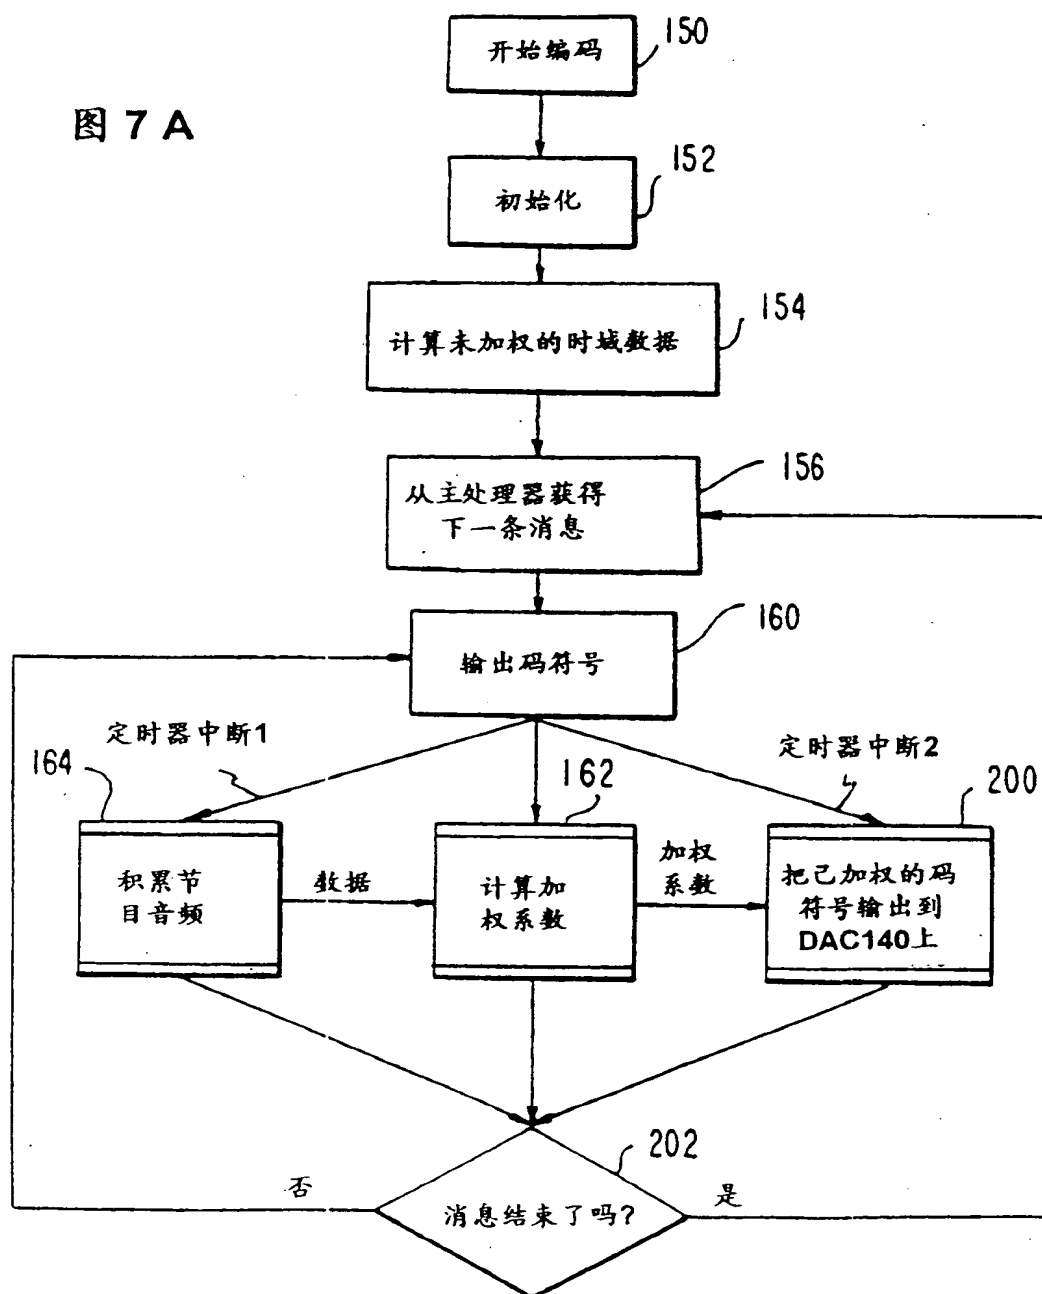 150
开始编码
图 7 A
152
初始化
154
计算未加权的时域数据
156
从主处理器获得
下一条消息
160
输出码符号
定时器中断1
定时器中断2
164
162
200
积累节
目音频
数据
计算加
权系数
加权
系数
把已加权的码
符号输出到
DAC140上
202
否
消息结束了吗?
是